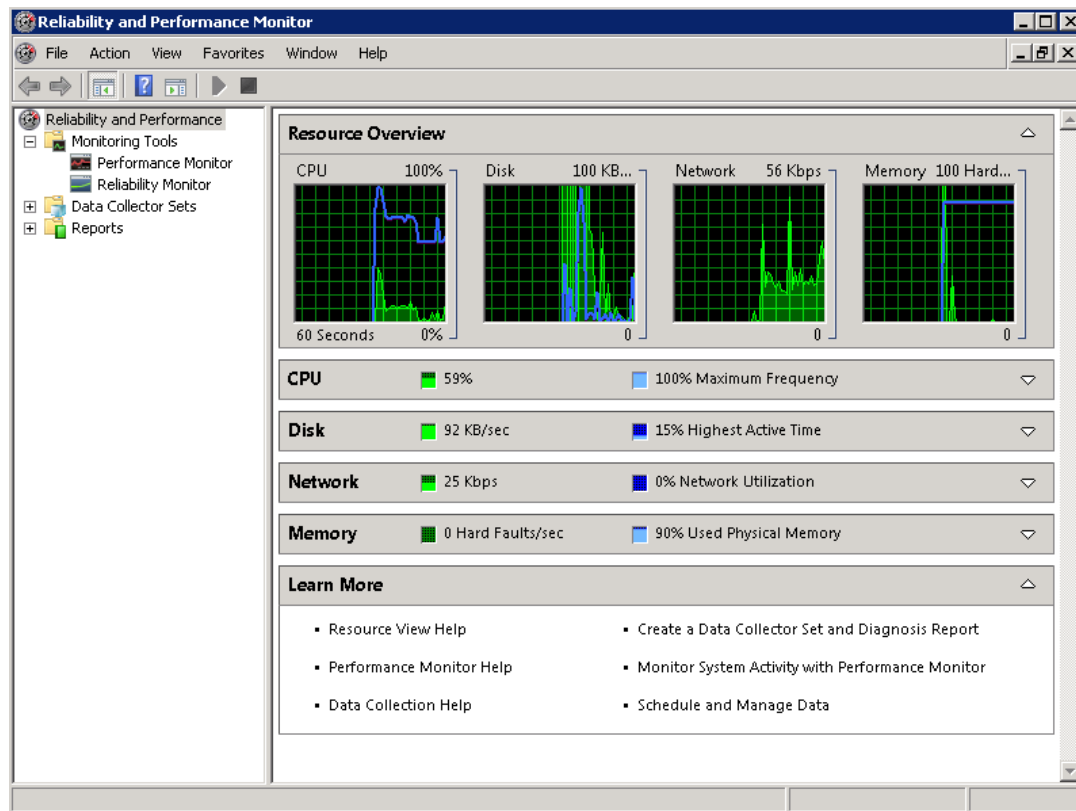 Reliability and Performance Monitor
File Action View Favorites Window Help
Reliability and Performance
Monitoring Tools
Performance Monitor
Reliability Monitor
Data Collector Sets
Reports
Resource Overview
CPU 100%
60 Seconds 0%
Disk 100 KB...
0
Network 56 Kbps
0
Memory 100 Hard...
0
CPU 59% 100% Maximum Frequency
Disk 92 KB/sec 15% Highest Active Time
Network 25 Kbps 0% Network Utilization
Memory 0 Hard Faults/sec 90% Used Physical Memory
Learn More
▪ Resource View Help
▪ Performance Monitor Help
▪ Data Collection Help
▪ Create a Data Collector Set and Diagnosis Report
▪ Monitor System Activity with Performance Monitor
▪ Schedule and Manage Data